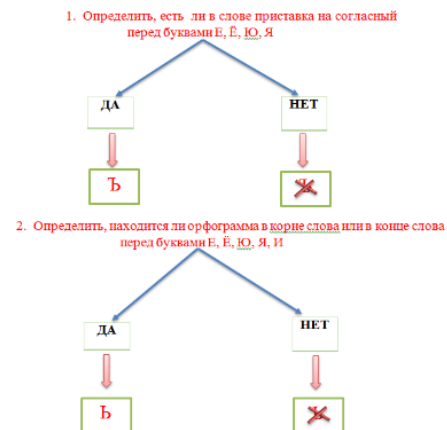 1. Определить, есть ли в слове приставка на согласный
перед буквами Е, Ё, Ю, Я
ДА НЕТ
Ъ Ъ
2. Определить, находится ли орфограмма в корне слова или в конце слова
перед буквами Е, Ё, Ю, Я, И
ДА НЕТ
Ь Ь